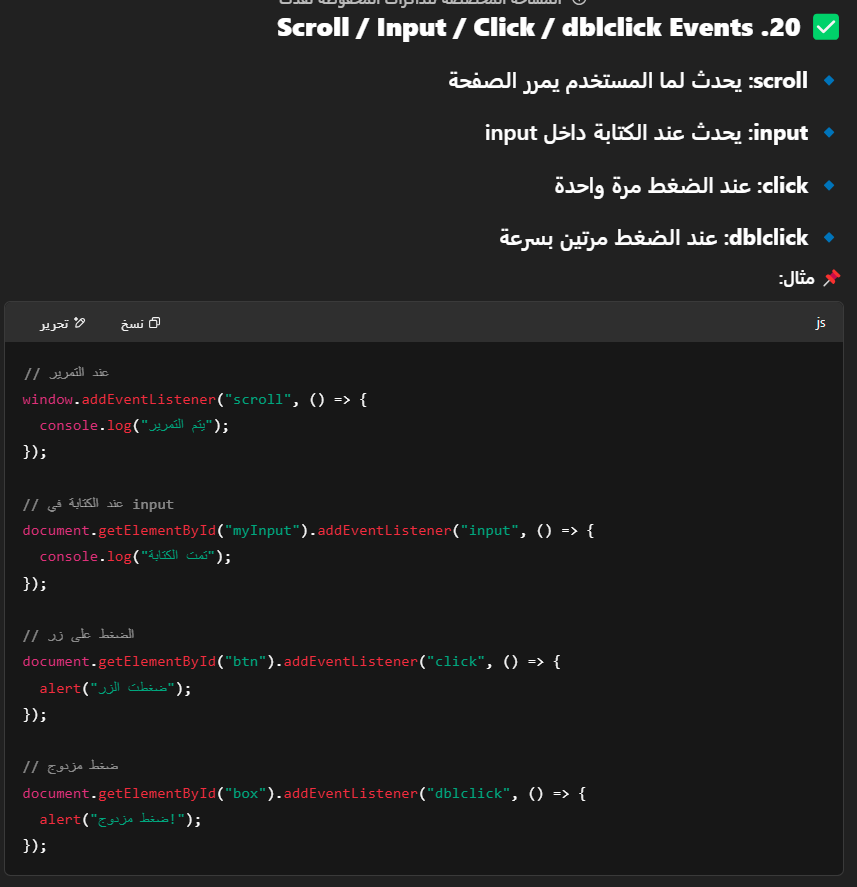 ✅ 20. Scroll / Input / Click / dblclick Events
🔹 scroll: يحدث لما المستخدم يمرر الصفحة
🔹 input: يحدث عند الكتابة داخل input
🔹 click: عند الضغط مرة واحدة
🔹 dblclick: عند الضغط مرتين بسرعة
📌 مثال:
js
نسخ
تحرير
// عند التمرير
window.addEventListener("scroll", () => {
  console.log("يتم التمرير");
});
// عند الكتابة في input
document.getElementById("myInput").addEventListener("input", () => {
  console.log("تمت الكتابة");
});
// الضغط على زر
document.getElementById("btn").addEventListener("click", () => {
  alert("ضغطت الزر");
});
// ضغط مزدوج
document.getElementById("box").addEventListener("dblclick", () => {
  alert("ضغط مزدوج!");
});